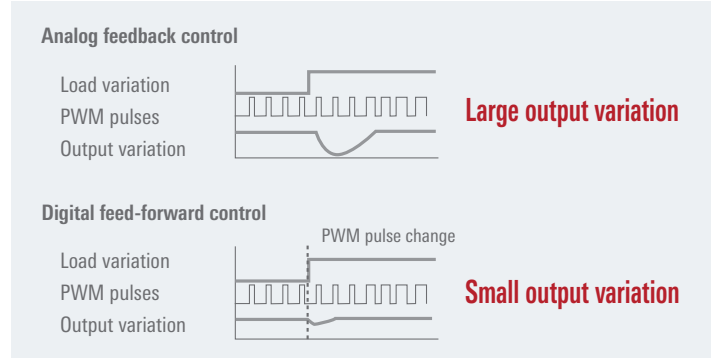 Analog feedback control
Load variation
PWM pulses
Large output variation
Output variation
Digital feed-forward control
PWM pulse change
Load variation
PWM pulses
Small output variation
Output variation